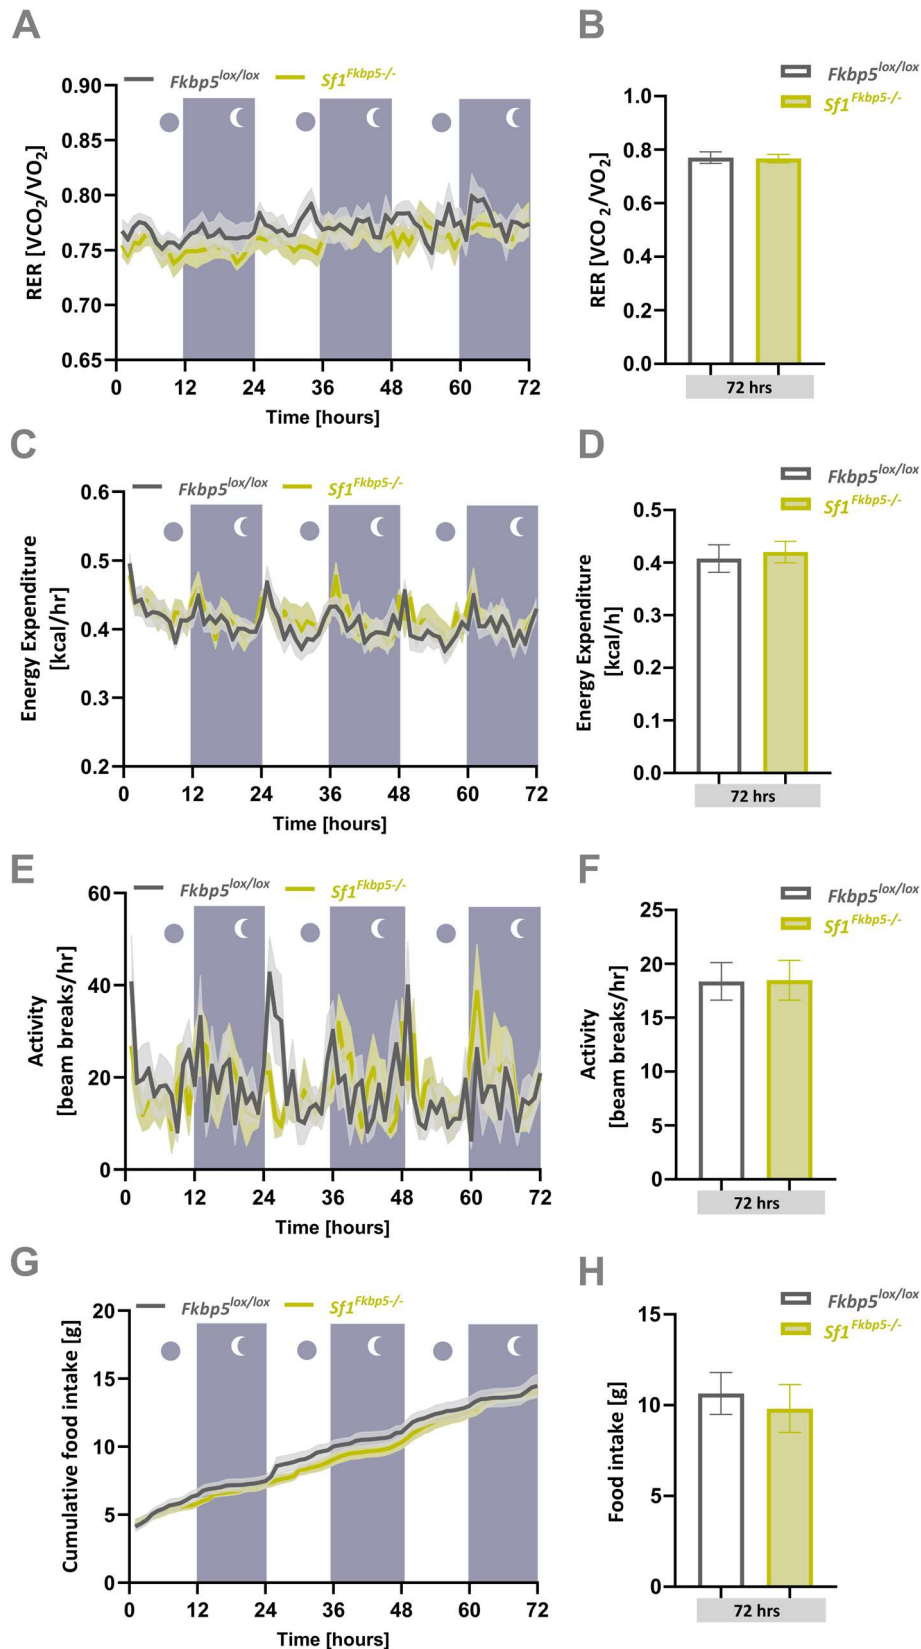 A
Fkbp5lox/lox Sf1Fkbp5-/-
0.90
0.85
0.80
0.75
0.70
0.65
RER [VCO2/VO2]
0 12 24 36 48 60 72
Time [hours]
B
Fkbp5lox/lox
Sf1Fkbp5-/-
1.0
0.8
0.6
0.4
0.2
0.0
RER [VCO2/VO2]
72 hrs
C
Fkbp5lox/lox Sf1Fkbp5-/-
0.6
0.5
0.4
0.3
0.2
Energy Expenditure
[kcal/hr]
0 12 24 36 48 60 72
Time [hours]
D
Fkbp5lox/lox
Sf1Fkbp5-/-
0.5
0.4
0.3
0.2
0.1
0.0
Energy Expenditure
[kcal/h]
72 hrs
E
Fkbp5lox/lox Sf1Fkbp5-/-
60
40
20
0
Activity
[beam breaks/hr]
0 12 24 36 48 60 72
Time [hours]
F
Fkbp5lox/lox
Sf1Fkbp5-/-
25
20
15
10
5
0
Activity
[beam breaks/hr]
72 hrs
G
Fkbp5lox/lox Sf1Fkbp5-/-
20
15
10
5
0
Cumulative food intake [g]
0 12 24 36 48 60 72
Time [hours]
H
Fkbp5lox/lox
Sf1Fkbp5-/-
15
10
5
0
Food intake [g]
72 hrs